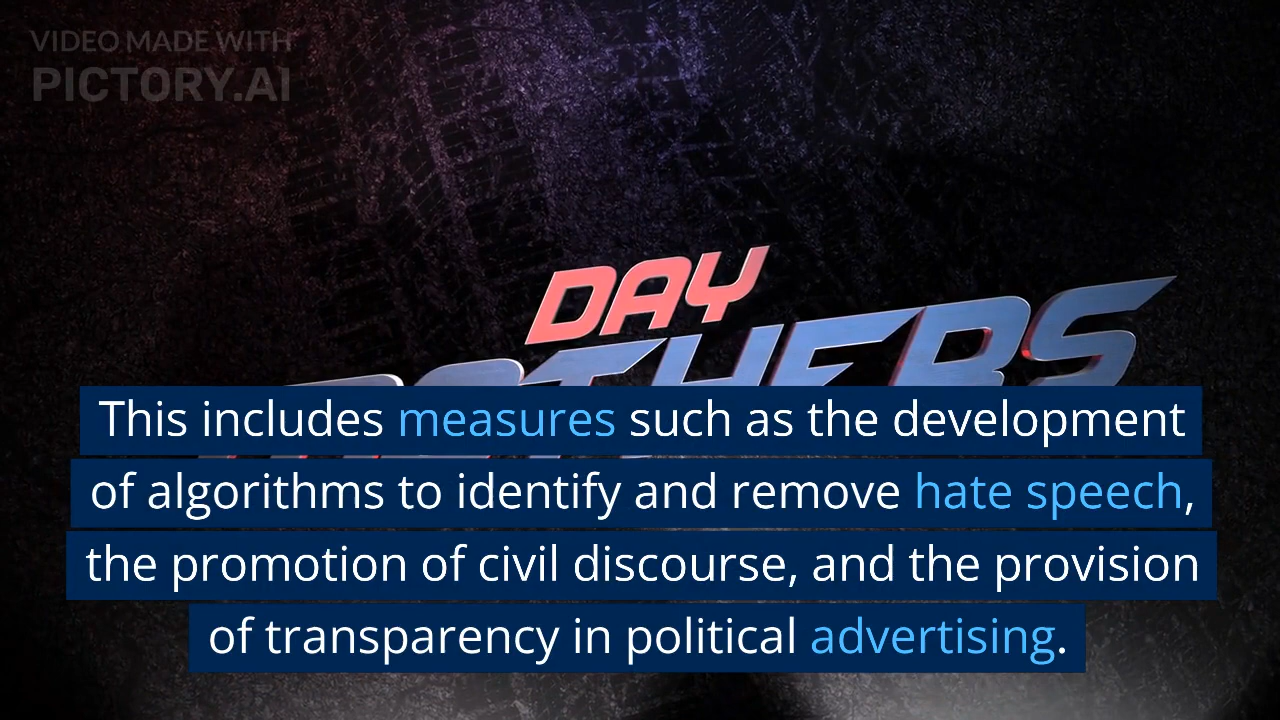 VIDEO MADE WITH
PICTORY.AI
DAY
This includes measures such as the development
of algorithms to identify and remove hate speech,
the promotion of civil discourse, and the provision
of transparency in political advertising.